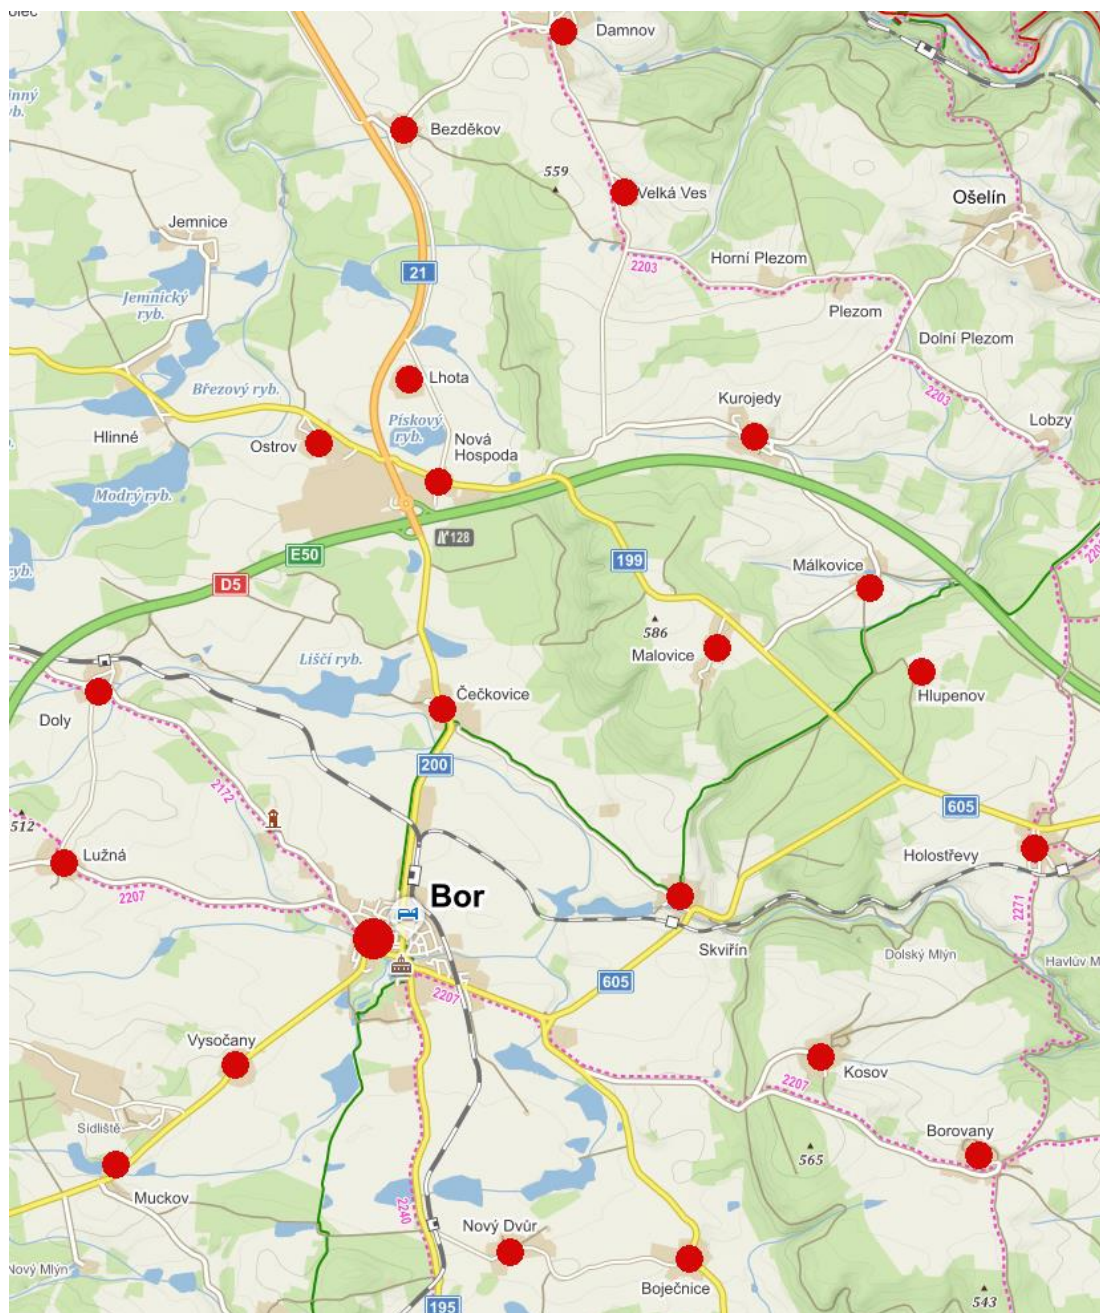 Damnov
Bezděkov
559
Velká Ves
Ošelín
Jemnice
2203
Horní Plezom
21
Jemnický
ryb.
Plezom
Dolní Plezom
Březový ryb.
Lhota
2203
Kurojedy
Hlinné
Pískový
ryb.
Lobzy
Ostrov
Nová
Hospoda
Modrý ryb.
128
E50
199
D5
ryb.
Málkovice
586
Malovice
Liščí ryb.
Čečkovice
Hlupenov
Doly
200
2172
605
512
Lužná
Holostřevy
2207
Bor
2271
Skviřín
Dolský Mlýn
Havlův M
605
2207
Vysočany
Kosov
2207
Sídliště
Borovany
565
Muckov
2240
Nový Dvůr
Nový Mlýn
Boječnice
195
543